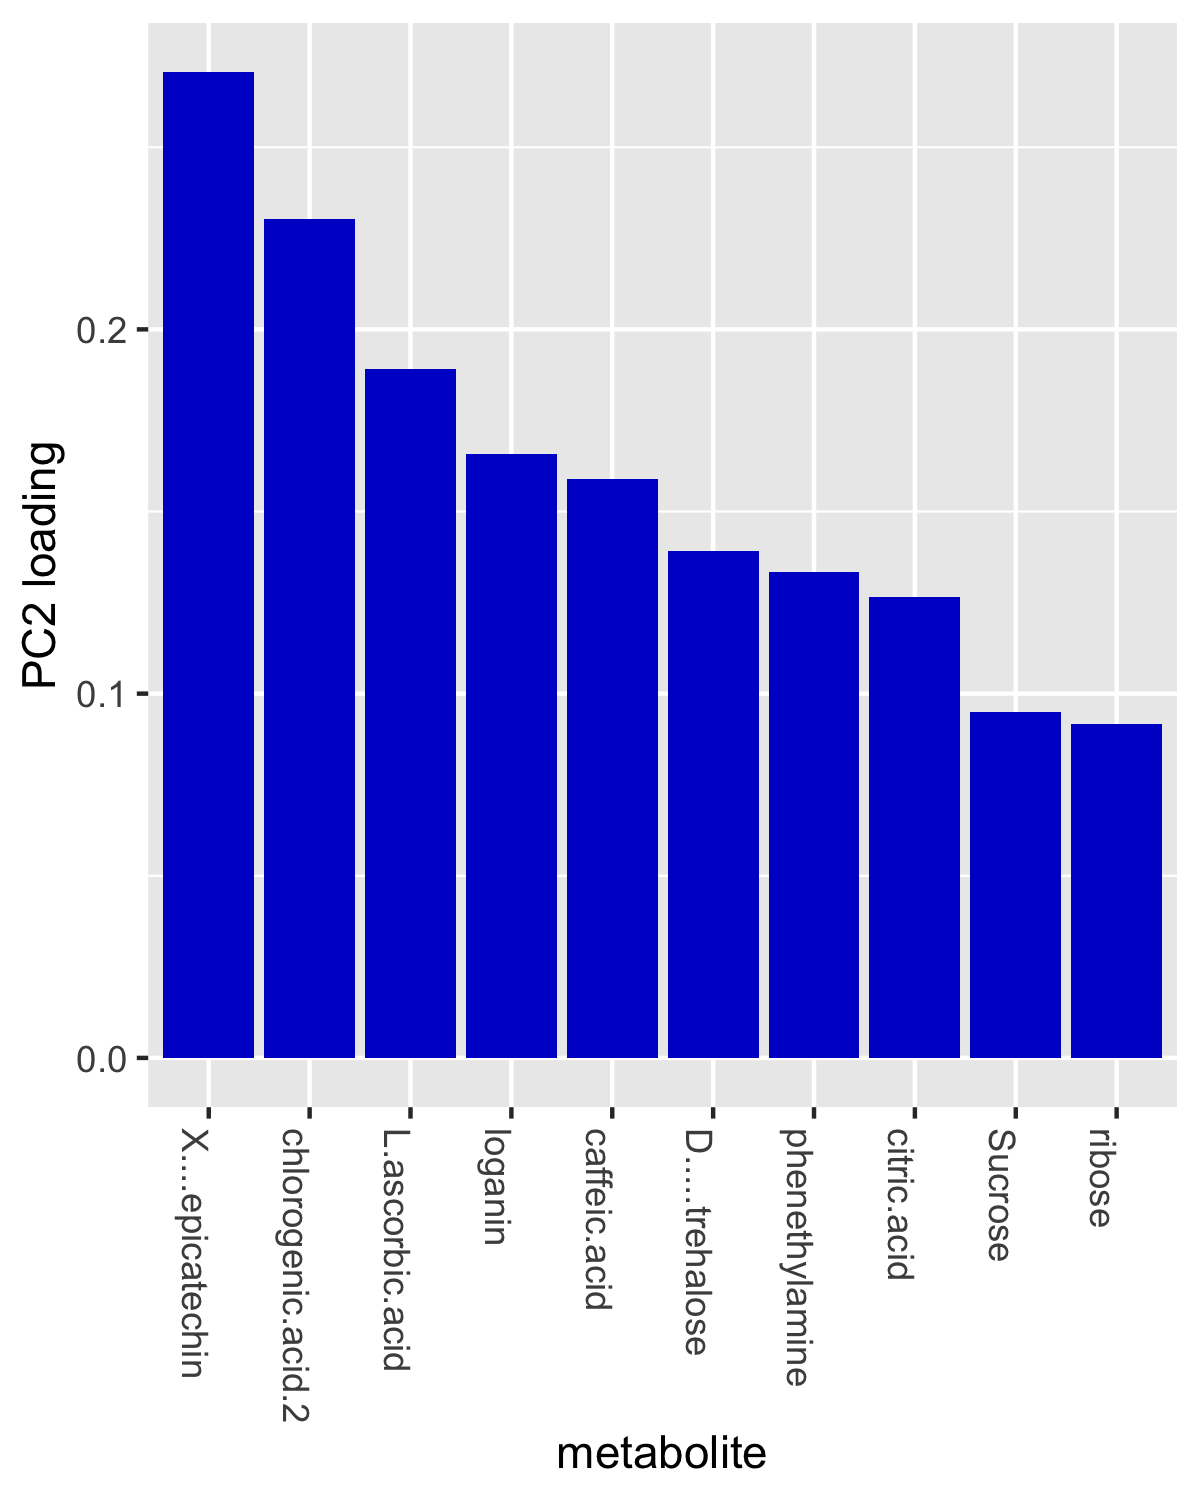 PC2 loading
0.2
0.1
0.0
X....epicatechin
chlorogenic.acid.2
L.ascorbic.acid
loganin
caffeic.acid
D.....trehalose
phenethylamine
citric.acid
Sucrose
ribose
metabolite